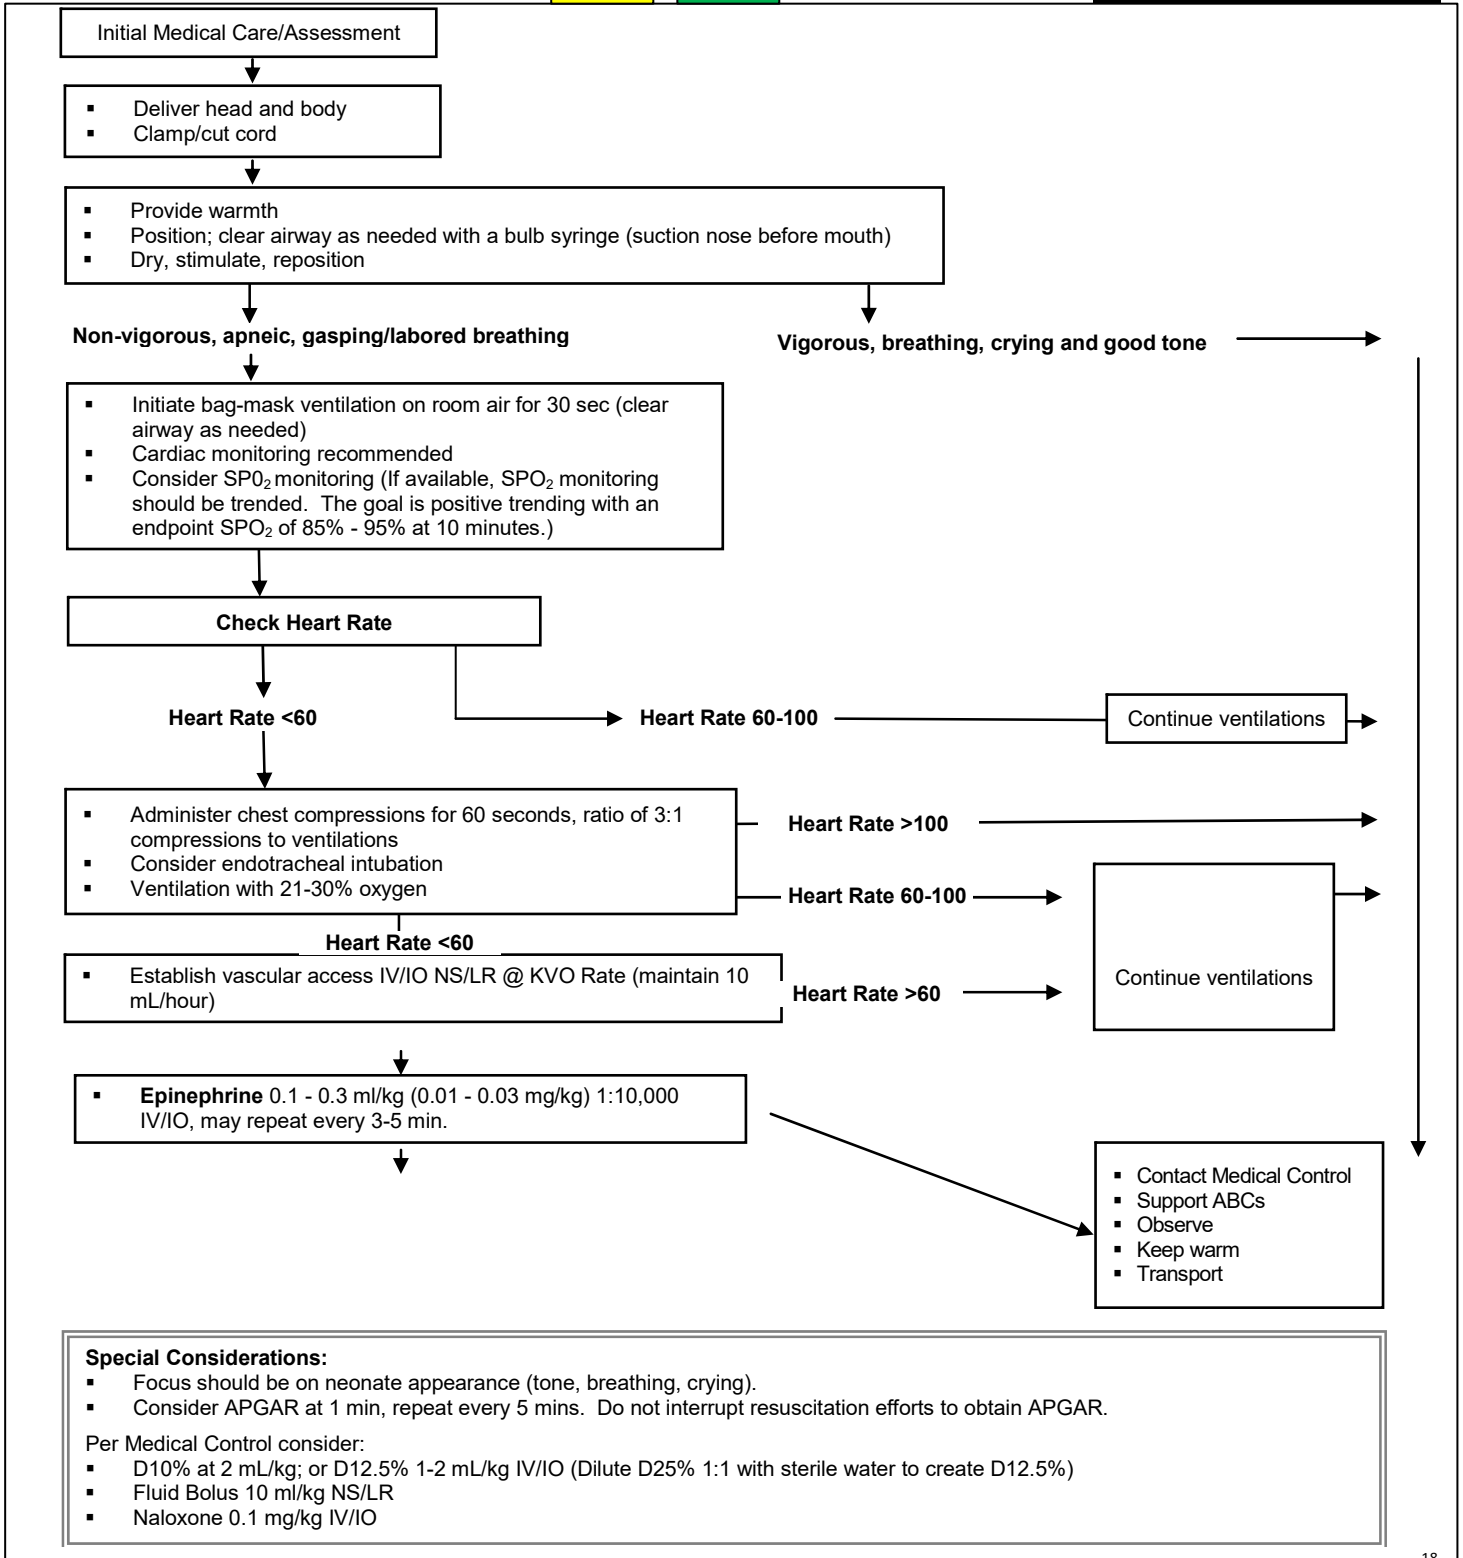 Initial Medical Care/Assessment
▪ Deliver head and body
▪ Clamp/cut cord
▪ Provide warmth
▪ Position; clear airway as needed with a bulb syringe (suction nose before mouth)
▪ Dry, stimulate, reposition
Non-vigorous, apneic, gasping/labored breathing
Vigorous, breathing, crying and good tone
▪ Initiate bag-mask ventilation on room air for 30 sec (clear
airway as needed)
▪ Cardiac monitoring recommended
▪ Consider SP0₂ monitoring (If available, SPO₂ monitoring
should be trended.  The goal is positive trending with an
endpoint SPO₂ of 85% - 95% at 10 minutes.)
Check Heart Rate
Heart Rate <60
Heart Rate 60-100
Continue ventilations
▪ Administer chest compressions for 60 seconds, ratio of 3:1
compressions to ventilations
▪ Consider endotracheal intubation
▪ Ventilation with 21-30% oxygen
Heart Rate >100
Heart Rate 60-100
Heart Rate <60
▪ Establish vascular access IV/IO NS/LR @ KVO Rate (maintain 10
mL/hour)
Heart Rate >60
Continue ventilations
▪ Epinephrine 0.1 - 0.3 ml/kg (0.01 - 0.03 mg/kg) 1:10,000
IV/IO, may repeat every 3-5 min.
▪ Contact Medical Control
▪ Support ABCs
▪ Observe
▪ Keep warm
▪ Transport
Special Considerations:
▪ Focus should be on neonate appearance (tone, breathing, crying).
▪ Consider APGAR at 1 min, repeat every 5 mins.  Do not interrupt resuscitation efforts to obtain APGAR.
Per Medical Control consider:
▪ D10% at 2 mL/kg; or D12.5% 1-2 mL/kg IV/IO (Dilute D25% 1:1 with sterile water to create D12.5%)
▪ Fluid Bolus 10 ml/kg NS/LR
▪ Naloxone 0.1 mg/kg IV/IO